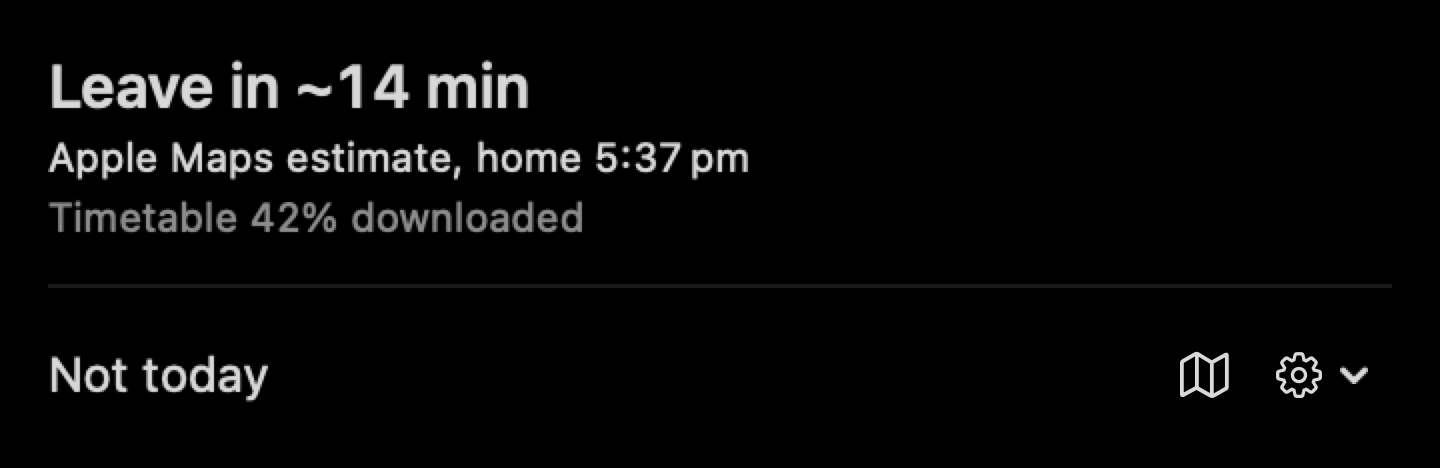 Leave in ~14 min
Apple Maps estimate, home 5:37 pm
Timetable 42% downloaded
Not today